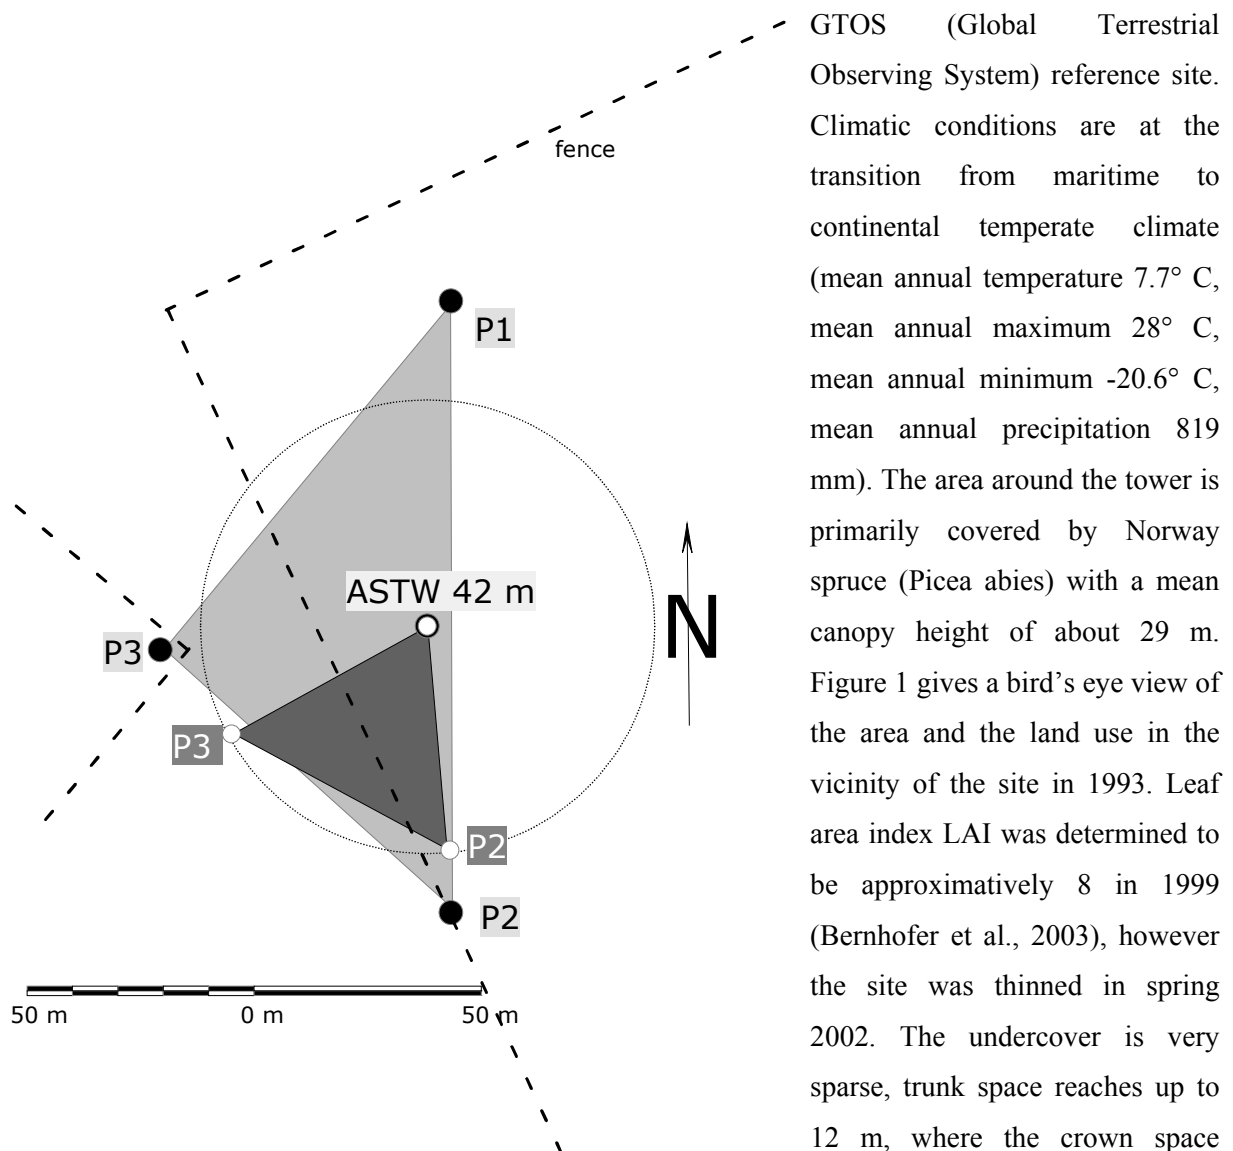 fence
P1
ASTW 42 m
P3
N
P3
P2
P2
50 m
0 m
50 m
GTOS (Global Terrestrial
Observing System) reference site.
Climatic conditions are at the
transition from maritime to
continental temperate climate
(mean annual temperature 7.7° C,
mean annual maximum 28° C,
mean annual minimum -20.6° C,
mean annual precipitation 819
mm). The area around the tower is
primarily covered by Norway
spruce (Picea abies) with a mean
canopy height of about 29 m.
Figure 1 gives a bird’s eye view of
the area and the land use in the
vicinity of the site in 1993. Leaf
area index LAI was determined to
be approximatively 8 in 1999
(Bernhofer et al., 2003), however
the site was thinned in spring
2002. The undercover is very
sparse, trunk space reaches up to
12 m, where the crown space